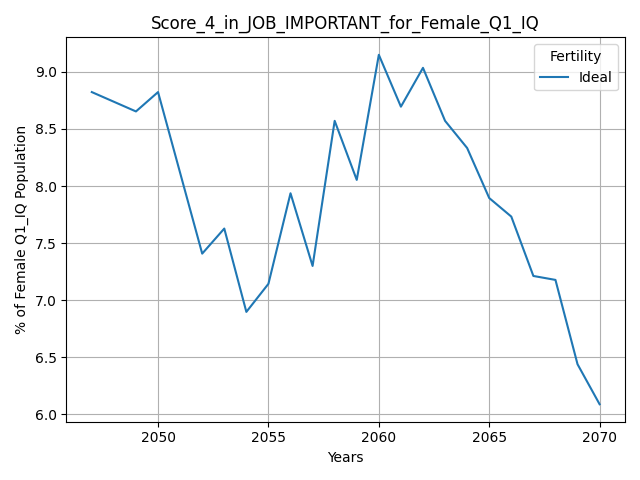 Score_4_in_JOB_IMPORTANT_for_Female_Q1_IQ
Fertility
Ideal
% of Female Q1_IQ Population
9.0
8.5
8.0
7.5
7.0
6.5
6.0
2050 2055 2060 2065 2070
Years